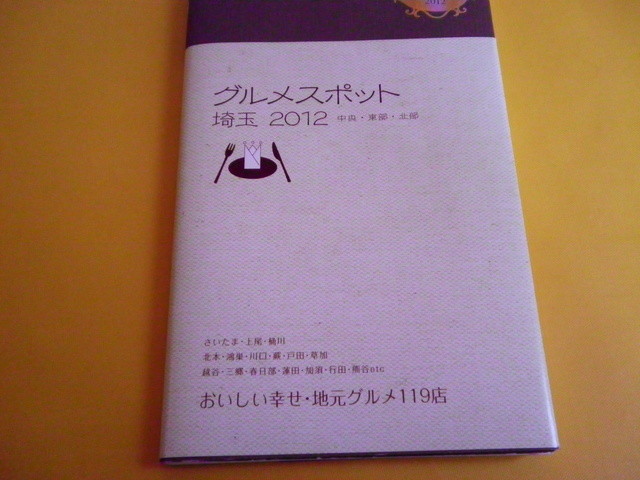 2012
グルメスポット
埼玉 2012 中央・東部・北部
さいたま・上尾・桶川
北本・鴻巣・川口・蕨・戸田・草加
越谷・三郷・春日部・蓮田・加須・行田・熊谷etc
おいしい幸せ・地元グルメ119店